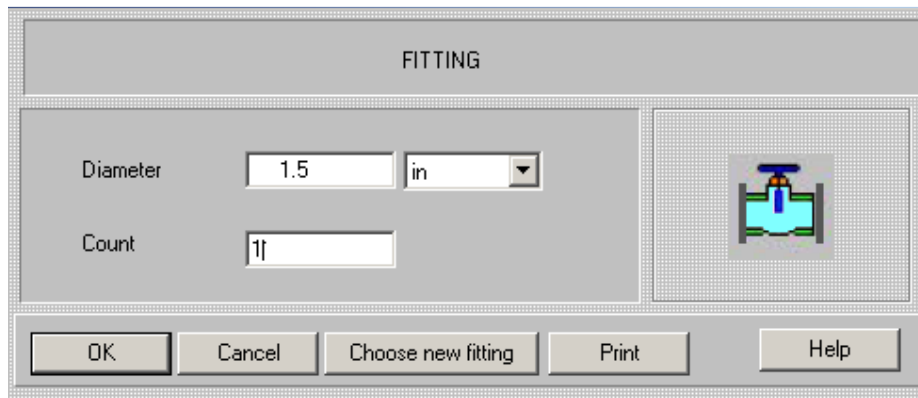 FITTING
Diameter 1.5 in
Count 1
OK Cancel Choose new fitting Print Help